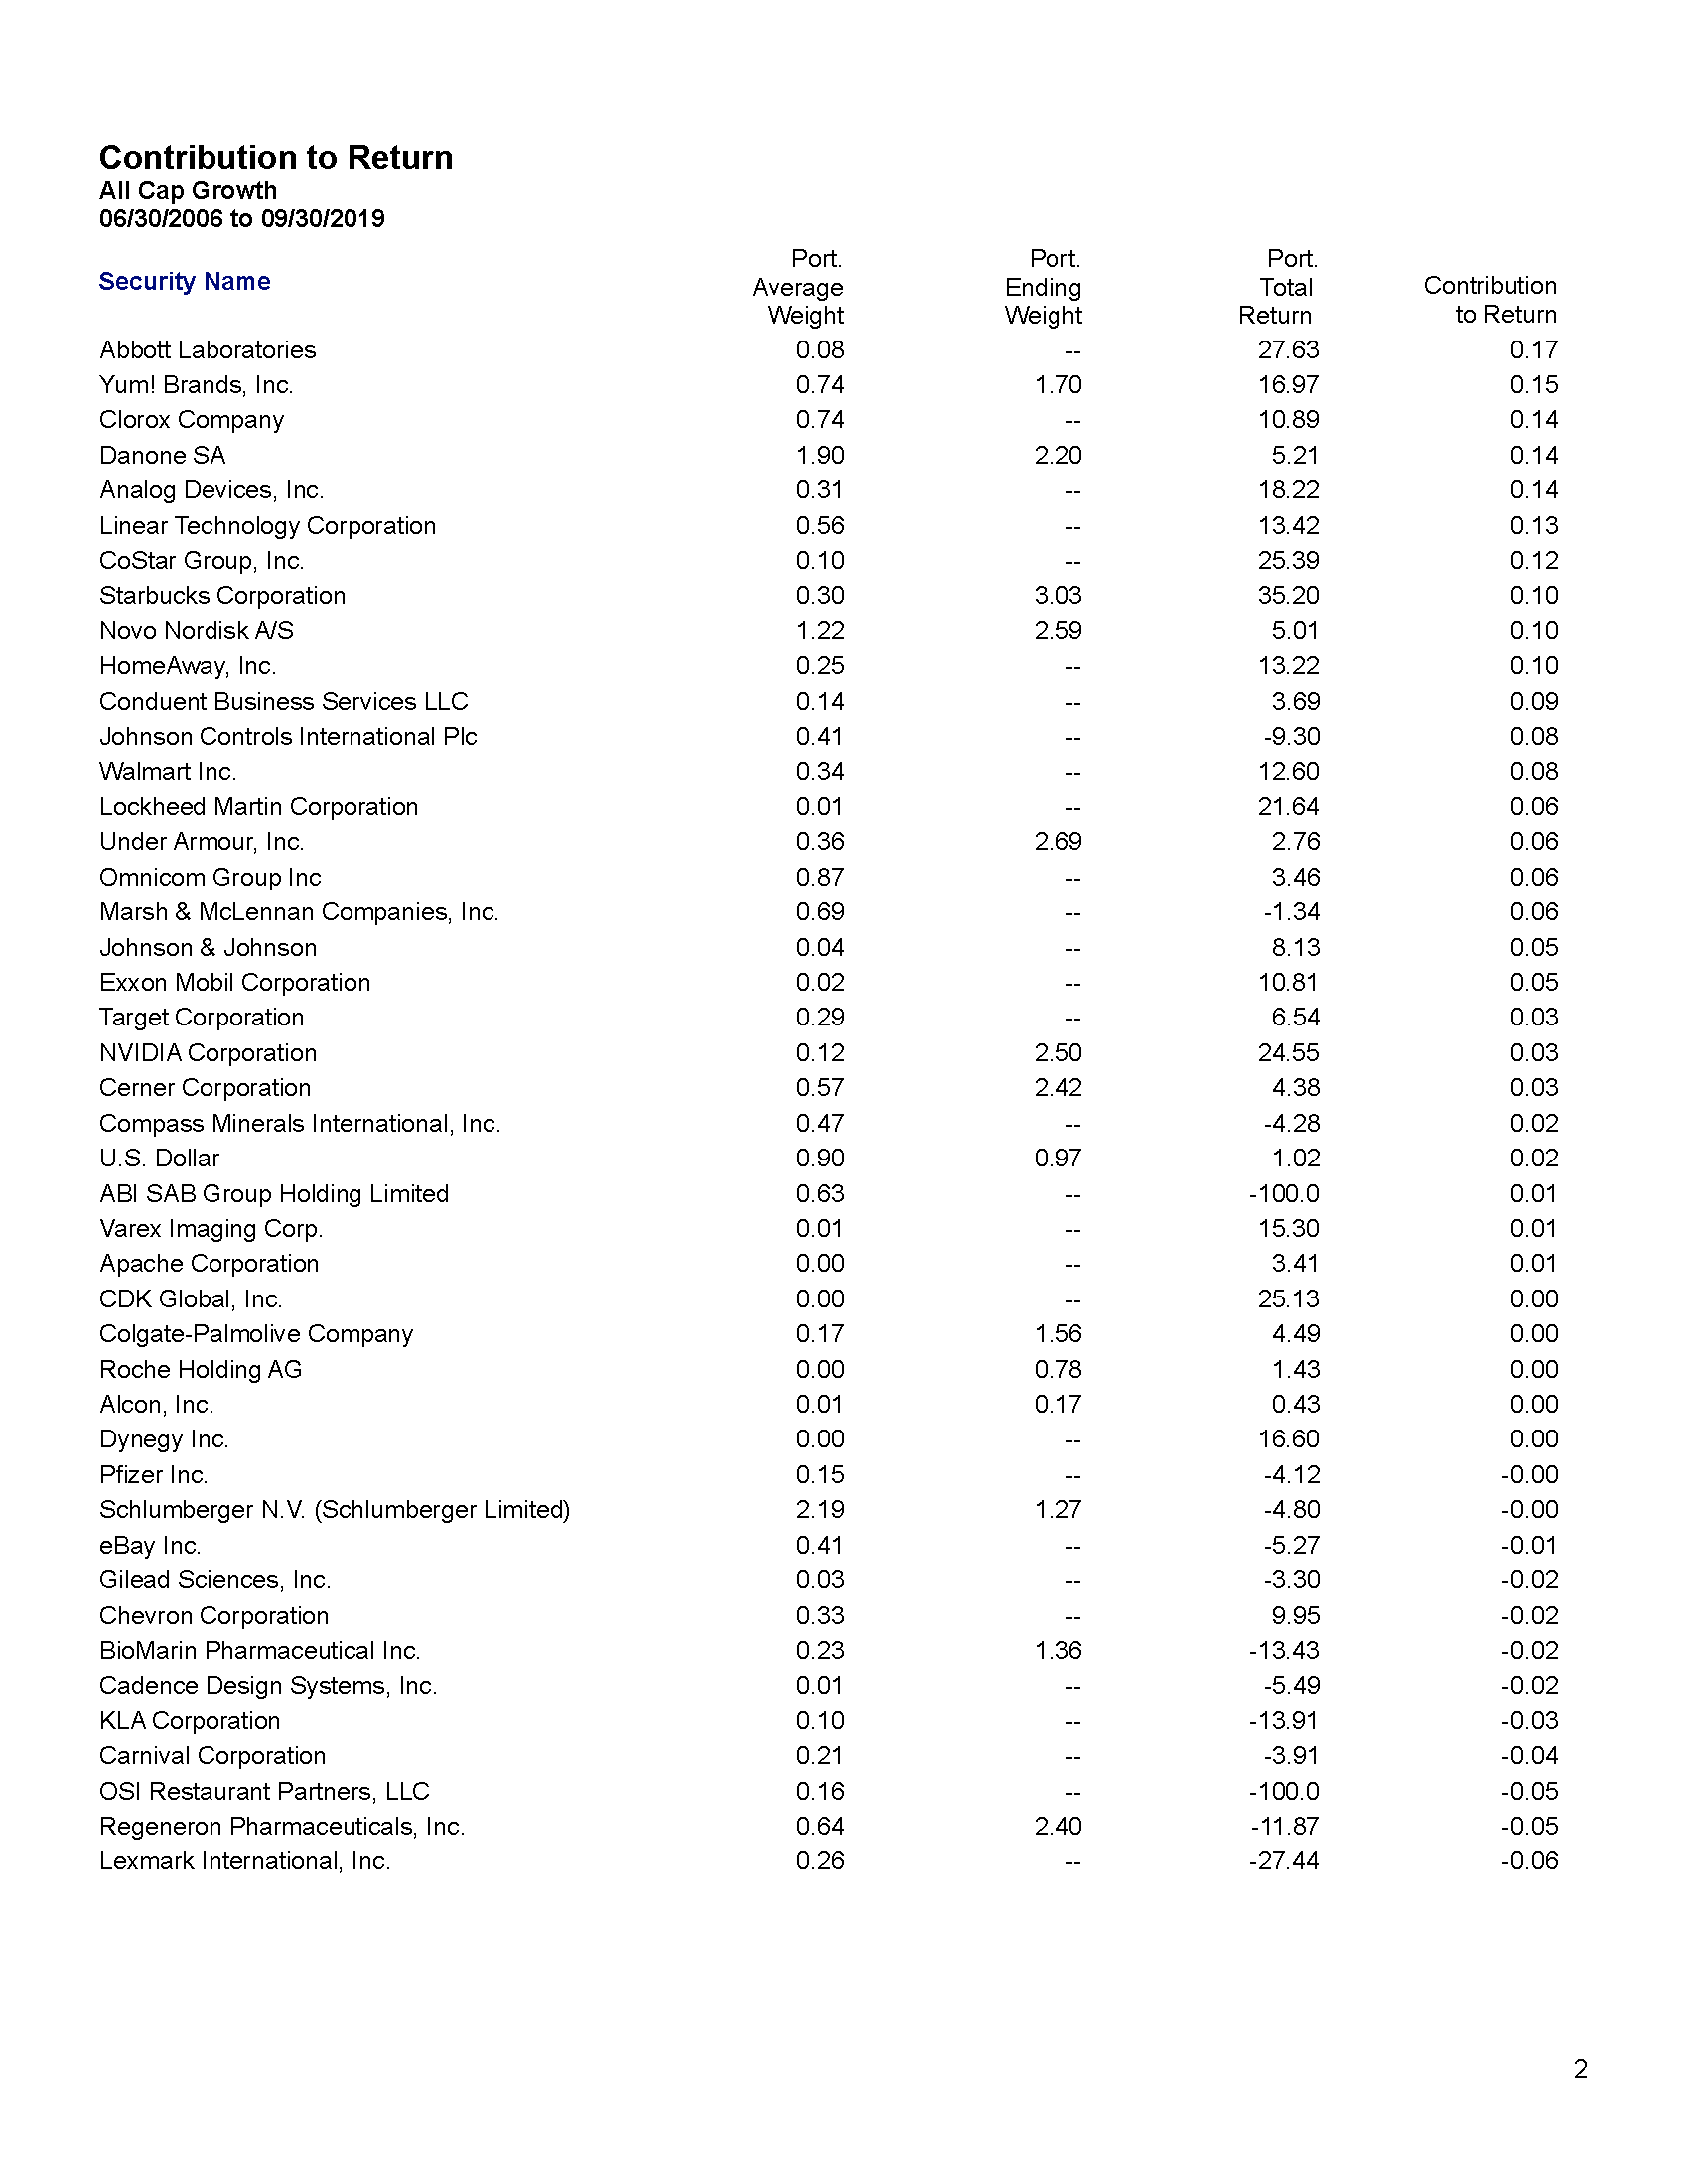 Contribution to Return
All Cap Growth
06/30/2006 to 09/30/2019
Security Name Port. Average Weight Port. Ending Weight Port. Total Return Contribution to Return
Abbott Laboratories 0.08 -- 27.63 0.17
Yum! Brands, Inc. 0.74 1.70 16.97 0.15
Clorox Company 0.74 -- 10.89 0.14
Danone SA 1.90 2.20 5.21 0.14
Analog Devices, Inc. 0.31 -- 18.22 0.14
Linear Technology Corporation 0.56 -- 13.42 0.13
CoStar Group, Inc. 0.10 -- 25.39 0.12
Starbucks Corporation 0.30 3.03 35.20 0.10
Novo Nordisk A/S 1.22 2.59 5.01 0.10
HomeAway, Inc. 0.25 -- 13.22 0.10
Conduent Business Services LLC 0.14 -- 3.69 0.09
Johnson Controls International Plc 0.41 -- -9.30 0.08
Walmart Inc. 0.34 -- 12.60 0.08
Lockheed Martin Corporation 0.01 -- 21.64 0.06
Under Armour, Inc. 0.36 2.69 2.76 0.06
Omnicom Group Inc 0.87 -- 3.46 0.06
Marsh & McLennan Companies, Inc. 0.69 -- -1.34 0.06
Johnson & Johnson 0.04 -- 8.13 0.05
Exxon Mobil Corporation 0.02 -- 10.81 0.05
Target Corporation 0.29 -- 6.54 0.03
NVIDIA Corporation 0.12 2.50 24.55 0.03
Cerner Corporation 0.57 2.42 4.38 0.03
Compass Minerals International, Inc. 0.47 -- -4.28 0.02
U.S. Dollar 0.90 0.97 1.02 0.02
ABI SAB Group Holding Limited 0.63 -- -100.0 0.01
Varex Imaging Corp. 0.01 -- 15.30 0.01
Apache Corporation 0.00 -- 3.41 0.01
CDK Global, Inc. 0.00 -- 25.13 0.00
Colgate-Palmolive Company 0.17 1.56 4.49 0.00
Roche Holding AG 0.00 0.78 1.43 0.00
Alcon, Inc. 0.01 0.17 0.43 0.00
Dynegy Inc. 0.00 -- 16.60 0.00
Pfizer Inc. 0.15 -- -4.12 -0.00
Schlumberger N.V. (Schlumberger Limited) 2.19 1.27 -4.80 -0.00
eBay Inc. 0.41 -- -5.27 -0.01
Gilead Sciences, Inc. 0.03 -- -3.30 -0.02
Chevron Corporation 0.33 -- 9.95 -0.02
BioMarin Pharmaceutical Inc. 0.23 1.36 -13.43 -0.02
Cadence Design Systems, Inc. 0.01 -- -5.49 -0.02
KLA Corporation 0.10 -- -13.91 -0.03
Carnival Corporation 0.21 -- -3.91 -0.04
OSI Restaurant Partners, LLC 0.16 -- -100.0 -0.05
Regeneron Pharmaceuticals, Inc. 0.64 2.40 -11.87 -0.05
Lexmark International, Inc. 0.26 -- -27.44 -0.06
2